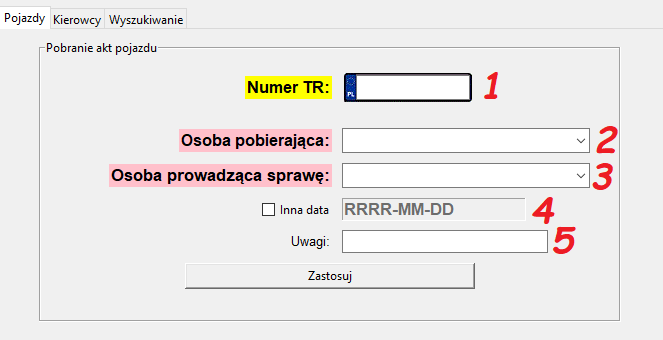 Pojazdy Kierowcy Wyszukiwanie
Pobranie akt pojazdu
Numer TR: PL 1
Osoba pobierająca: 2
Osoba prowadząca sprawę: 3
Inna data RRRR-MM-DD 4
Uwagi: 5
Zastosuj